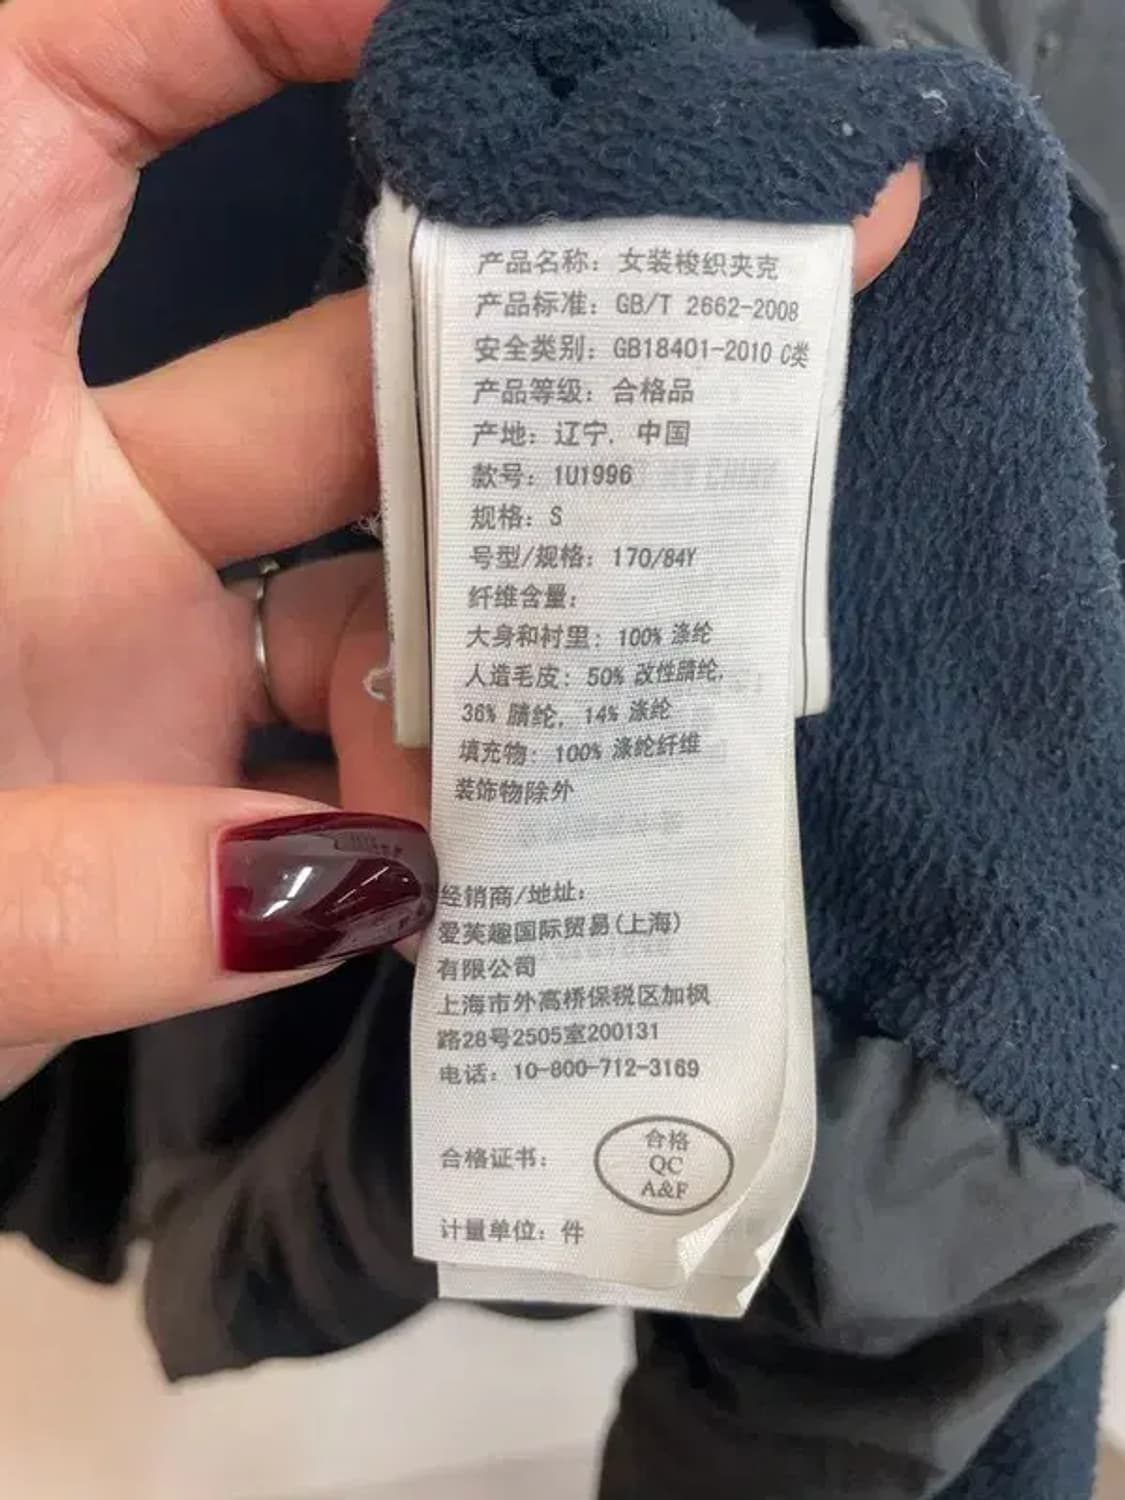 产品名称：女装梭织夹克
产品标准：GB/T 2662-2008
安全类别：GB18401-2010 C类
产品等级：合格品
产地：辽宁，中国
款号：1U1996
规格：S
号型/规格：170/84Y
纤维含量：
大身和衬里：100% 涤纶
人造毛皮：50% 改性腈纶，
36% 腈纶，14% 涤纶
填充物：100% 涤纶纤维
装饰物除外
经销商/地址：
爱芙趣国际贸易(上海)
有限公司
上海市外高桥保税区加枫
路28号2505室200131
电话：10-800-712-3169
合格证书：
合格
QC
A&F
计量单位：件